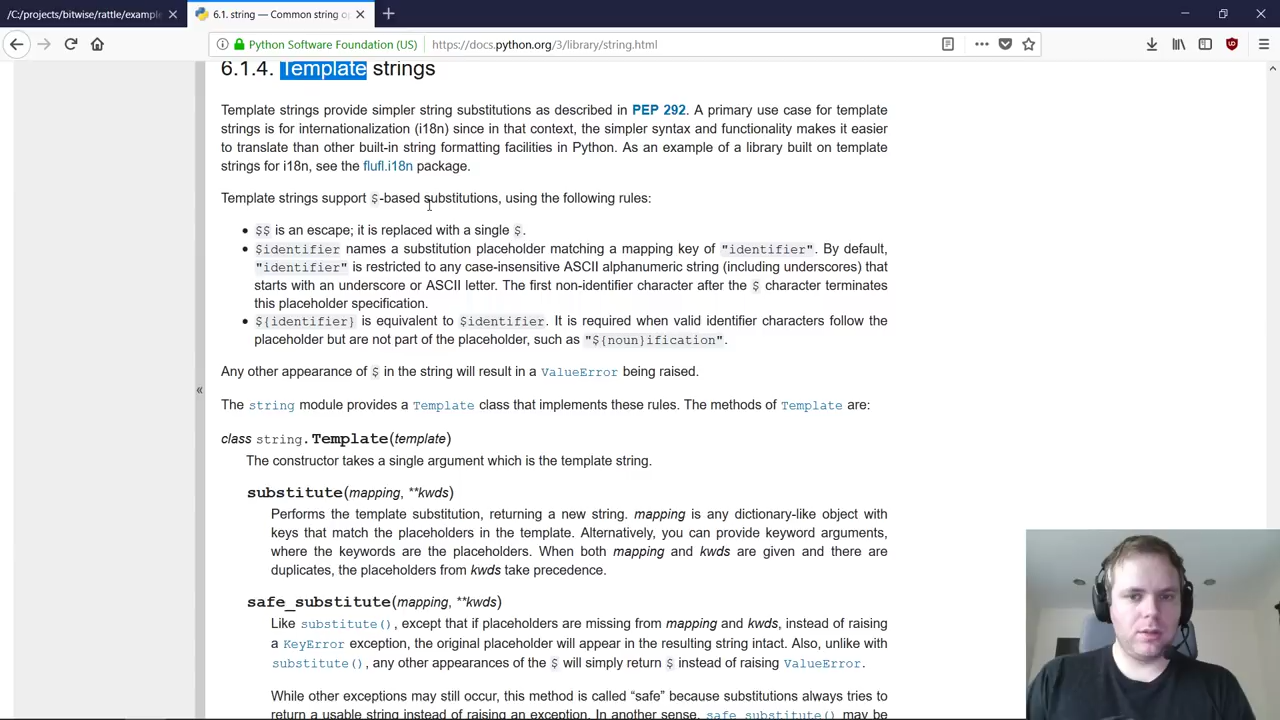 /C:/projects/bitwise/rattle/example
6.1. string — Common string op
Python Software Foundation (US)
https://docs.python.org/3/library/string.html
6.1.4. Template strings
Template strings provide simpler string substitutions as described in PEP 292. A primary use case for template
strings is for internationalization (i18n) since in that context, the simpler syntax and functionality makes it easier
to translate than other built-in string formatting facilities in Python. As an example of a library built on template
strings for i18n, see the flufl.i18n package.
Template strings support $-based substitutions, using the following rules:
• $$ is an escape; it is replaced with a single $.
• $identifier names a substitution placeholder matching a mapping key of "identifier". By default,
"identifier" is restricted to any case-insensitive ASCII alphanumeric string (including underscores) that
starts with an underscore or ASCII letter. The first non-identifier character after the $ character terminates
this placeholder specification.
• ${identifier} is equivalent to $identifier. It is required when valid identifier characters follow the
placeholder but are not part of the placeholder, such as "${noun}ification".
Any other appearance of $ in the string will result in a ValueError being raised.
«
The string module provides a Template class that implements these rules. The methods of Template are:
class string.Template(template)
The constructor takes a single argument which is the template string.
substitute(mapping, **kwds)
Performs the template substitution, returning a new string. mapping is any dictionary-like object with
keys that match the placeholders in the template. Alternatively, you can provide keyword arguments,
where the keywords are the placeholders. When both mapping and kwds are given and there are
duplicates, the placeholders from kwds take precedence.
safe_substitute(mapping, **kwds)
Like substitute(), except that if placeholders are missing from mapping and kwds, instead of raising
a KeyError exception, the original placeholder will appear in the resulting string intact. Also, unlike with
substitute(), any other appearances of the $ will simply return $ instead of raising ValueError.
While other exceptions may still occur, this method is called “safe” because substitutions always tries to
return a usable string instead of raising an exception. In another sense, safe_substitute() may be